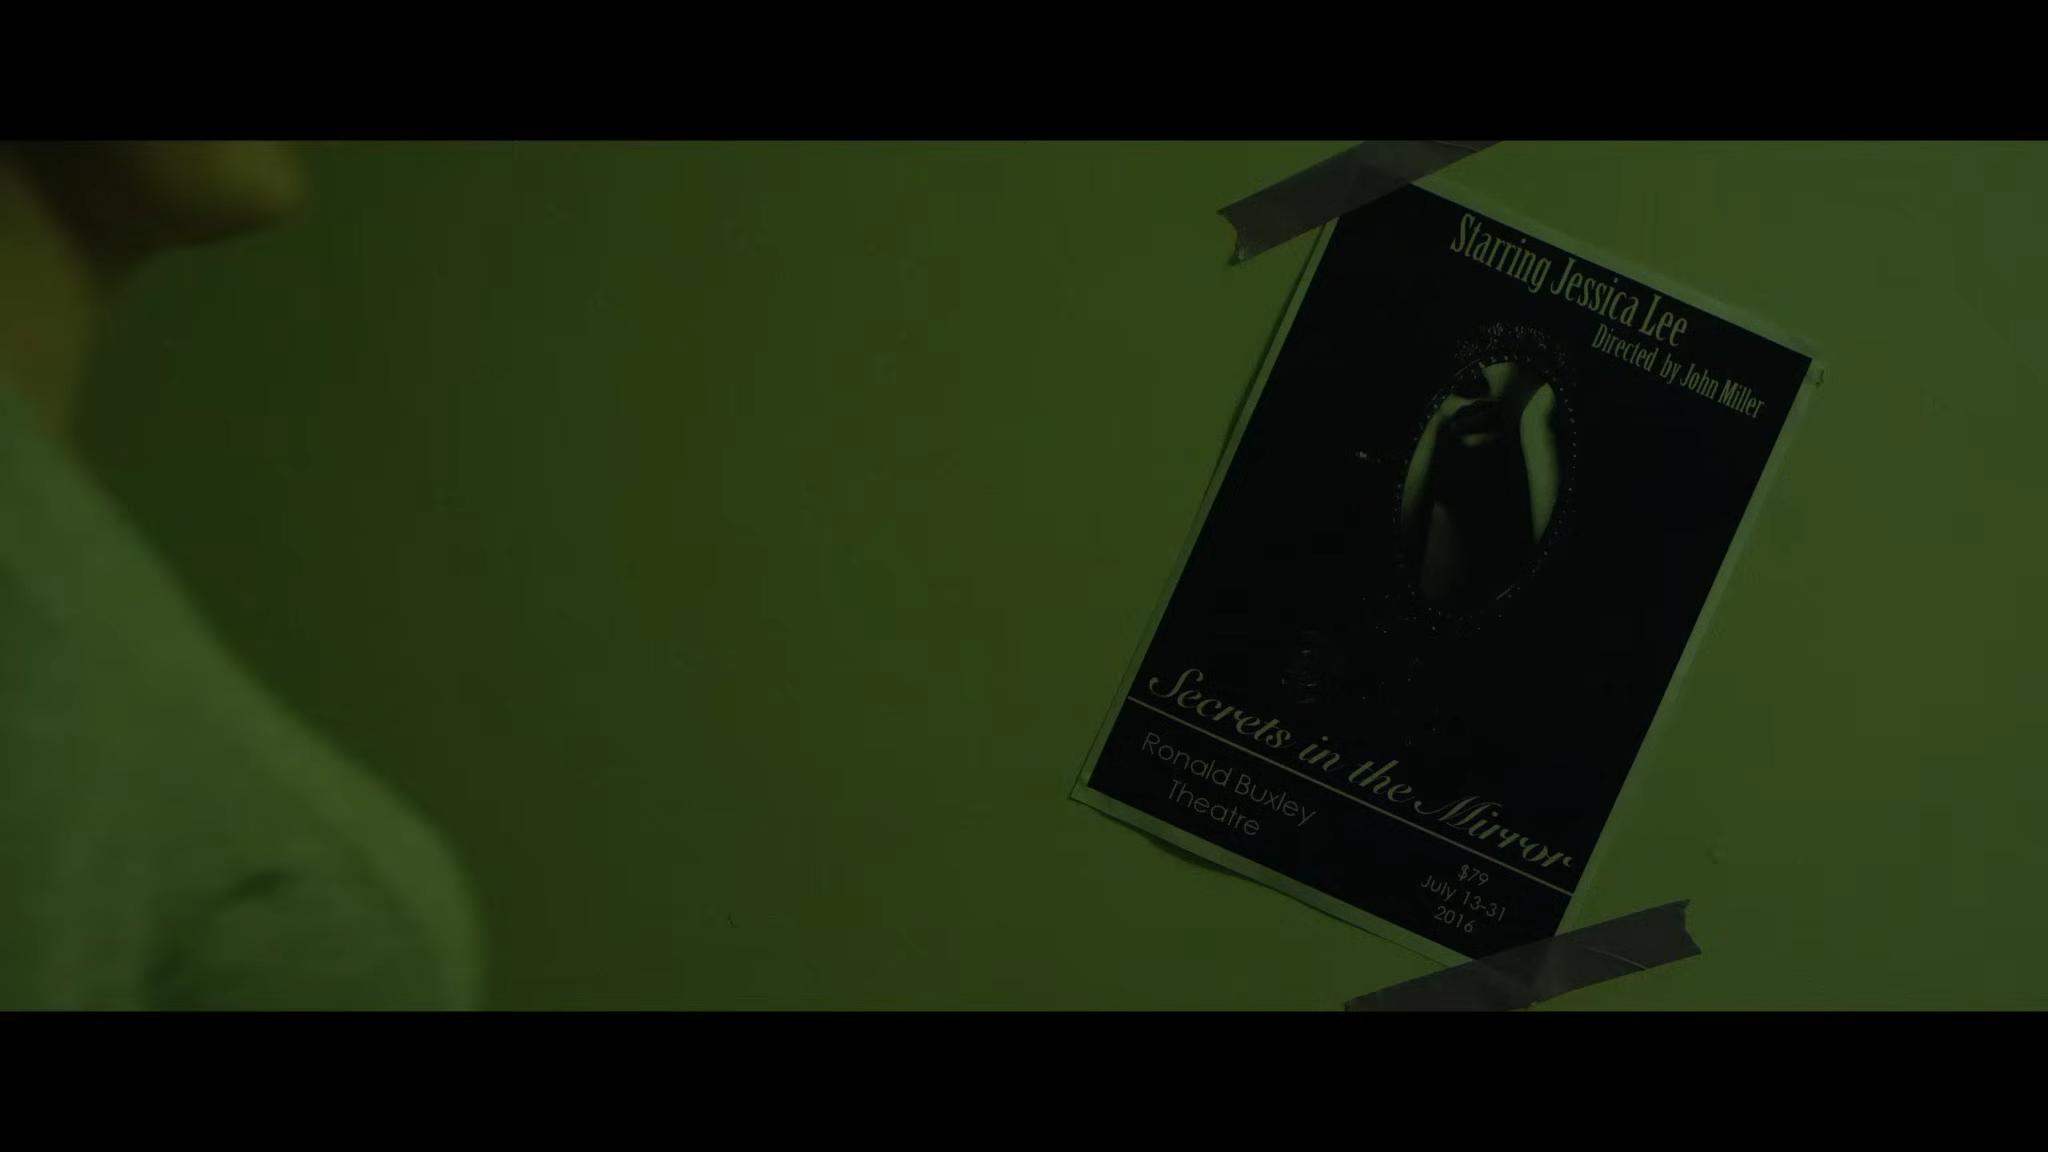 Starring Jessica Lee
Directed by John Miller
Secrets in the Mirror
Ronald Buxley
Theatre
$79
July 13-31
2016